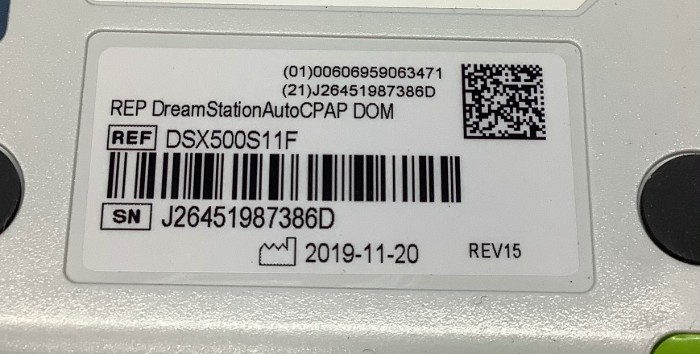 (01)00606959063471
(21)J26451987386D
REP DreamStationAutoCPAP DOM
REF DSX500S11F
SN J26451987386D
2019-11-20 REV15